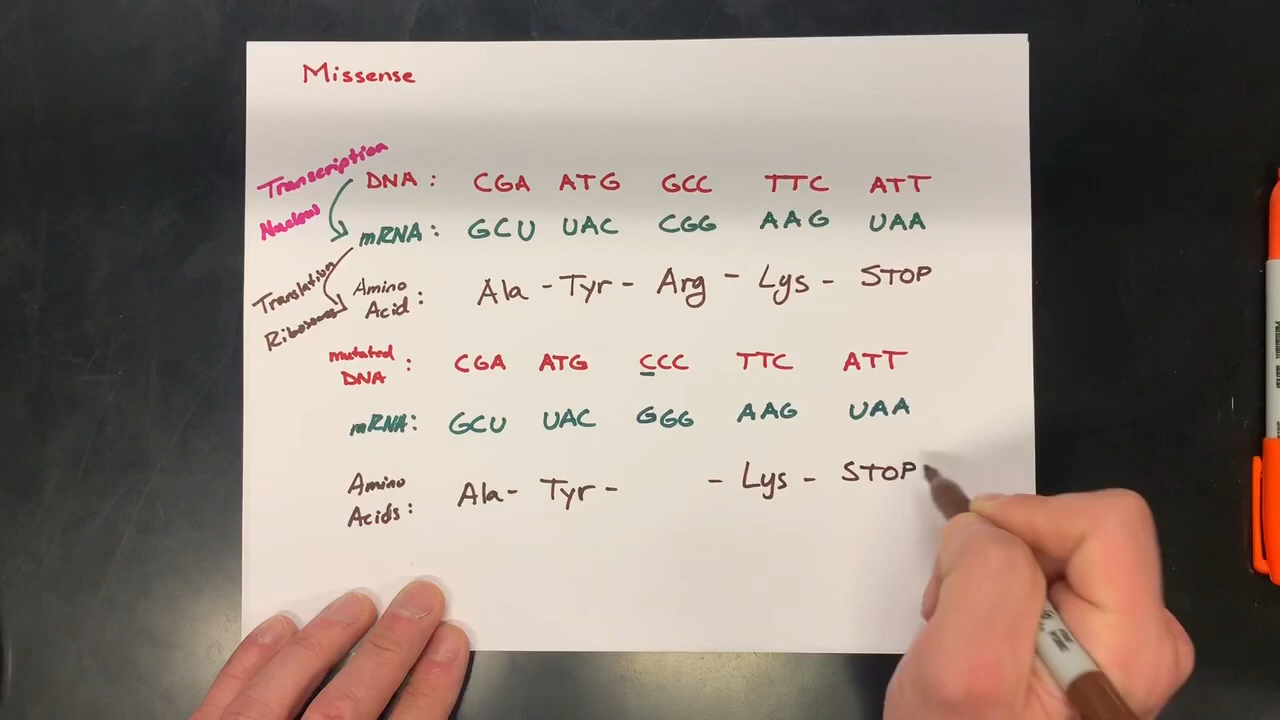 Missense
Transcription
Nucleus
DNA: CGA ATG GCC TTC ATT
mRNA: GCU UAC CGG AAG UAA
Translation
Ribosomes
Amino
Acid: Ala - Tyr - Arg - Lys - STOP
mutated
DNA: CGA ATG CCC TTC ATT
mRNA: GCU UAC GGG AAG UAA
Amino
Acids: Ala - Tyr - - Lys - STOP